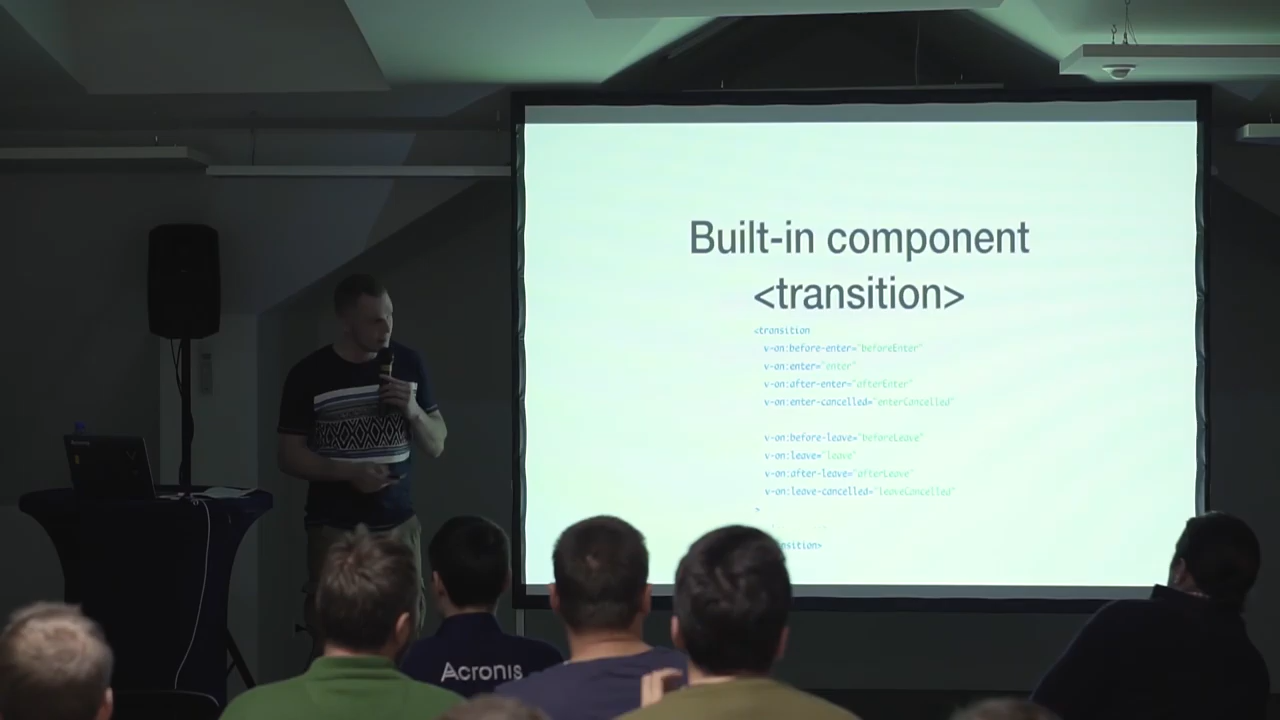 Built-in component
<transition>
<transition
v-on:before-enter="beforeEnter"
v-on:enter="enter"
v-on:after-enter="afterEnter"
v-on:enter-cancelled="enterCancelled"
v-on:before-leave="beforeLeave"
v-on:leave="leave"
v-on:after-leave="afterLeave"
v-on:leave-cancelled="leaveCancelled"
>
nsition>
Acronis